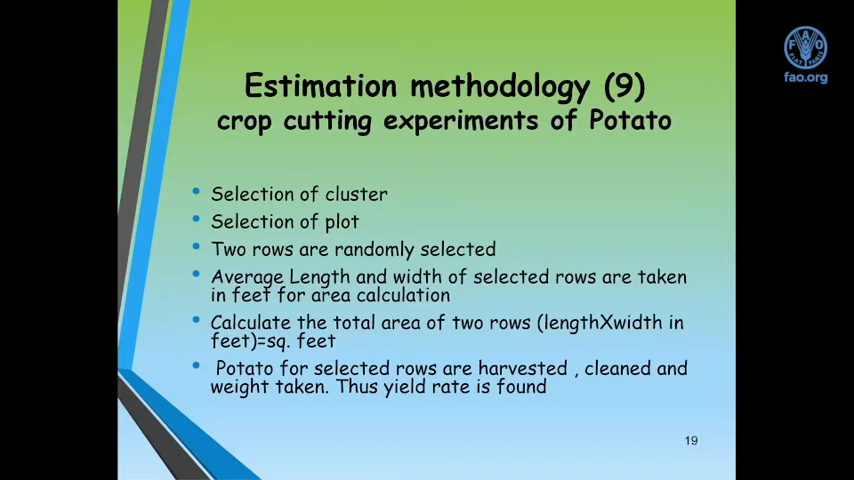 Estimation methodology (9)
crop cutting experiments of Potato
FAO
FIAT PANIS
fao.org
• Selection of cluster
• Selection of plot
• Two rows are randomly selected
• Average Length and width of selected rows are taken
in feet for area calculation
• Calculate the total area of two rows (lengthXwidth in
feet)=sq. feet
• Potato for selected rows are harvested , cleaned and
weight taken. Thus yield rate is found
19